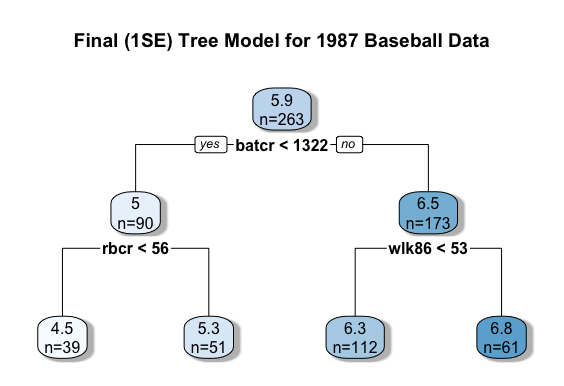 Final (1SE) Tree Model for 1987 Baseball Data
5.9
n=263
yes batcr < 1322 no
5
n=90
6.5
n=173
rbcr < 56
wlk86 < 53
4.5
n=39
5.3
n=51
6.3
n=112
6.8
n=61